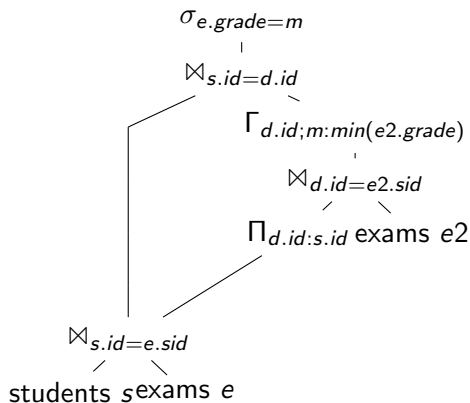 σe.grade=m
⋈s.id=d.id
Γd.id;m:min(e2.grade)
⋈d.id=e2.sid
Πd.id:s.id exams e2
⋈s.id=e.sid
students s exams e